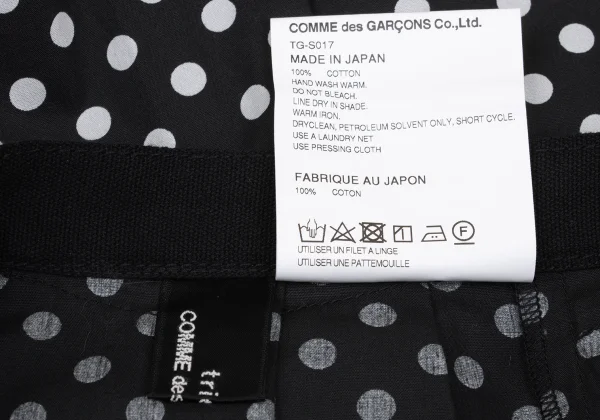 COMME des GARÇONS Co.,Ltd.
TG-S017
MADE IN JAPAN
100% COTTON
HAND WASH WARM.
DO NOT BLEACH.
LINE DRY IN SHADE.
WARM IRON.
DRYCLEAN, PETROLEUM SOLVENT ONLY, SHORT CYCLE.
USE A LAUNDRY NET
USE PRESSING CLOTH
FABRIQUE AU JAPON
100% COTON
F
UTILISER UN FILET A LINGE
UTILISER UNE PATTEMOUILLE
COMME des